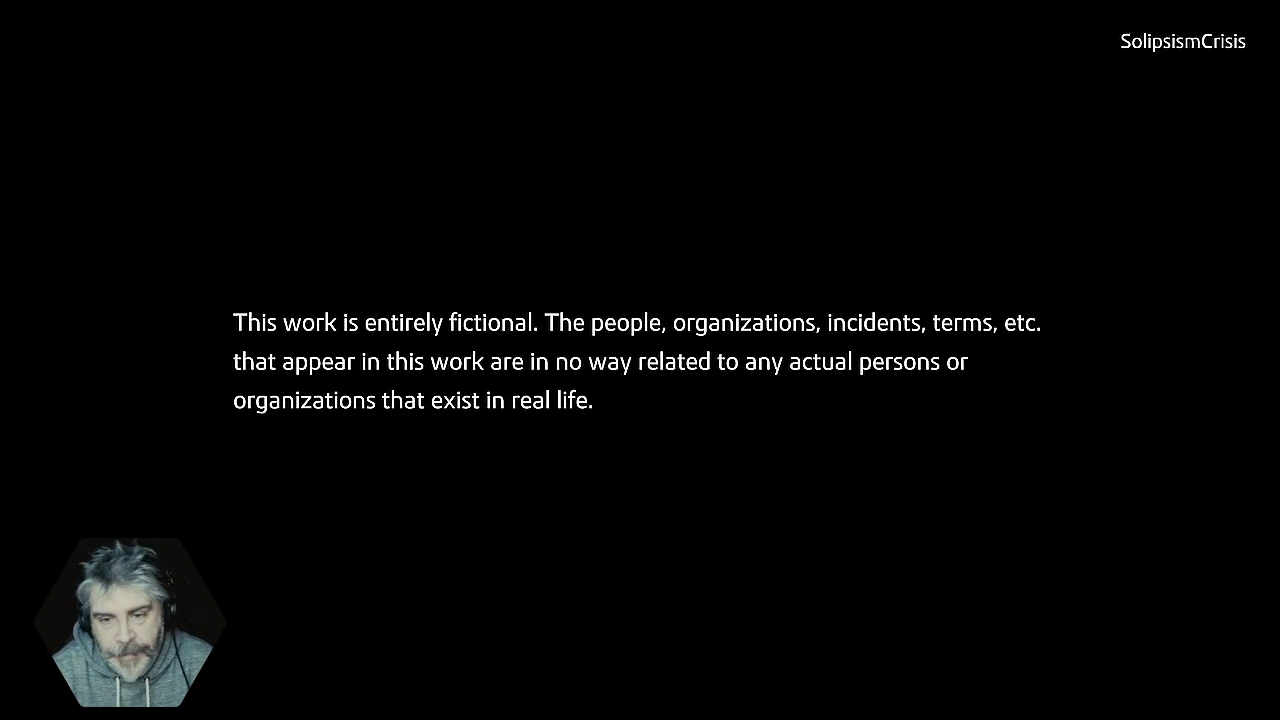 SolipsismCrisis
This work is entirely fictional. The people, organizations, incidents, terms, etc.
that appear in this work are in no way related to any actual persons or
organizations that exist in real life.